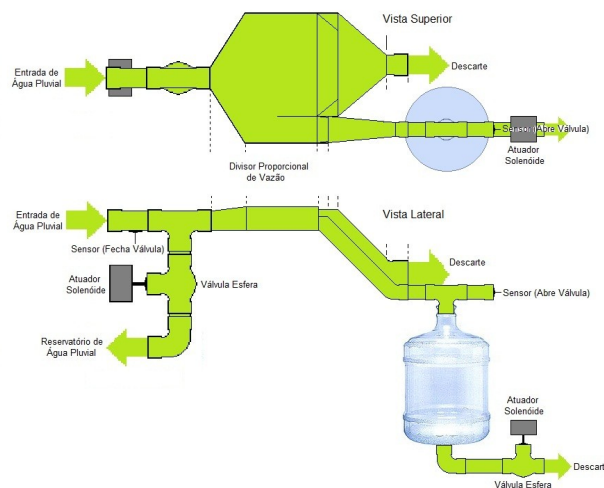 Vista Superior
Entrada de
Água Pluvial
Descarte
Sensor (Abre Válvula)
Atuador
Solenóide
Divisor Proporcional
de Vazão
Entrada de
Água Pluvial
Vista Lateral
Sensor (Fecha Válvula)
Descarte
Atuador
Solenóide
Válvula Esfera
Sensor (Abre Válvula)
Reservatório de
Água Pluvial
Atuador
Solenóide
Descart
Válvula Esfera